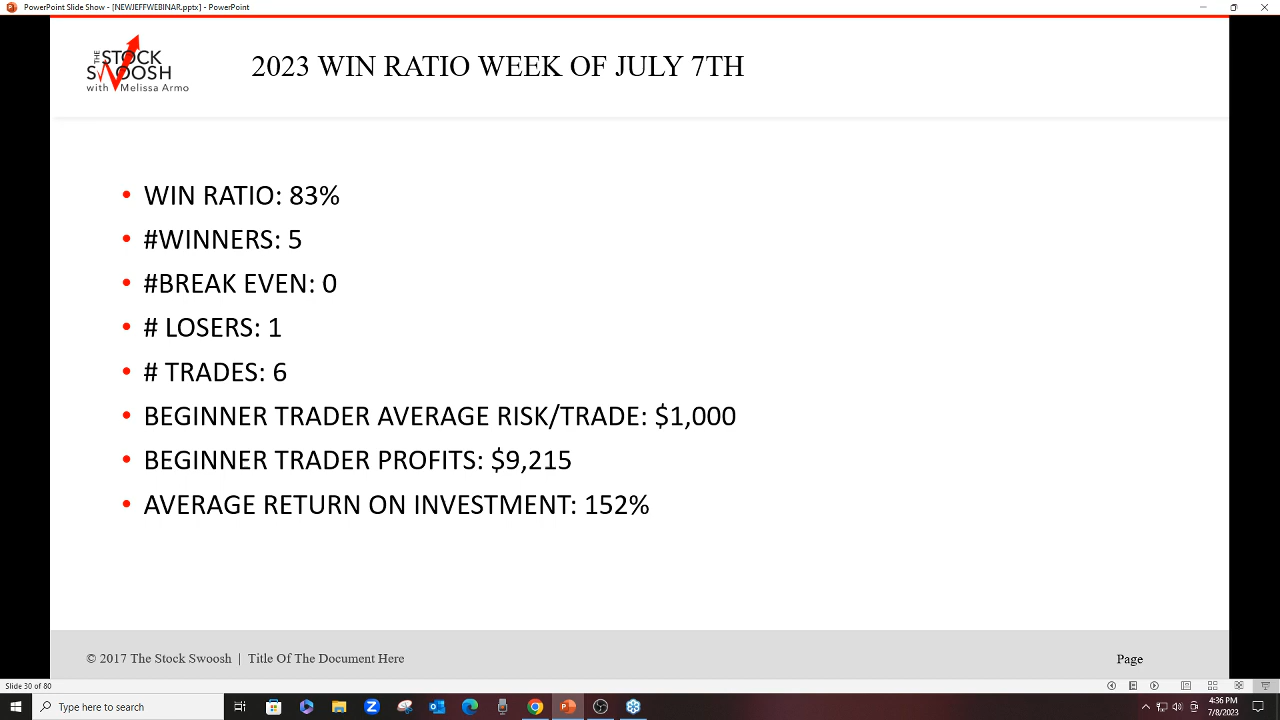 PowerPoint Slide Show - [NEWJEFFWEBINAR.pptx] - PowerPoint
THE
STOCK
SWOOSH
with Melissa Armo
2023 WIN RATIO WEEK OF JULY 7TH
• WIN RATIO: 83%
• #WINNERS: 5
• #BREAK EVEN: 0
• # LOSERS: 1
• # TRADES: 6
• BEGINNER TRADER AVERAGE RISK/TRADE: $1,000
• BEGINNER TRADER PROFITS: $9,215
• AVERAGE RETURN ON INVESTMENT: 152%
© 2017 The Stock Swoosh | Title Of The Document Here
Page
Slide 30 of 80
Type here to search
4:36 PM
7/8/2023